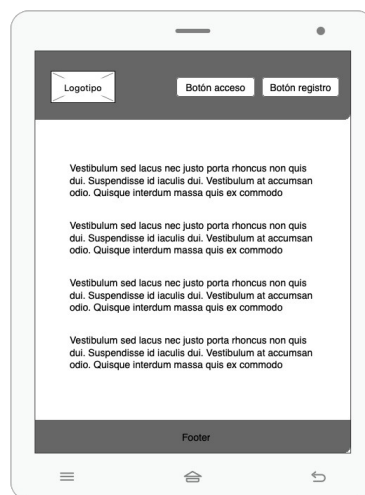 Logotipo
Botón acceso
Botón registro
Vestibulum sed lacus nec justo porta rhoncus non quis
dui. Suspendisse id iaculis dui. Vestibulum at accumsan
odio. Quisque interdum massa quis ex commodo
Vestibulum sed lacus nec justo porta rhoncus non quis
dui. Suspendisse id iaculis dui. Vestibulum at accumsan
odio. Quisque interdum massa quis ex commodo
Vestibulum sed lacus nec justo porta rhoncus non quis
dui. Suspendisse id iaculis dui. Vestibulum at accumsan
odio. Quisque interdum massa quis ex commodo
Vestibulum sed lacus nec justo porta rhoncus non quis
dui. Suspendisse id iaculis dui. Vestibulum at accumsan
odio. Quisque interdum massa quis ex commodo
Footer